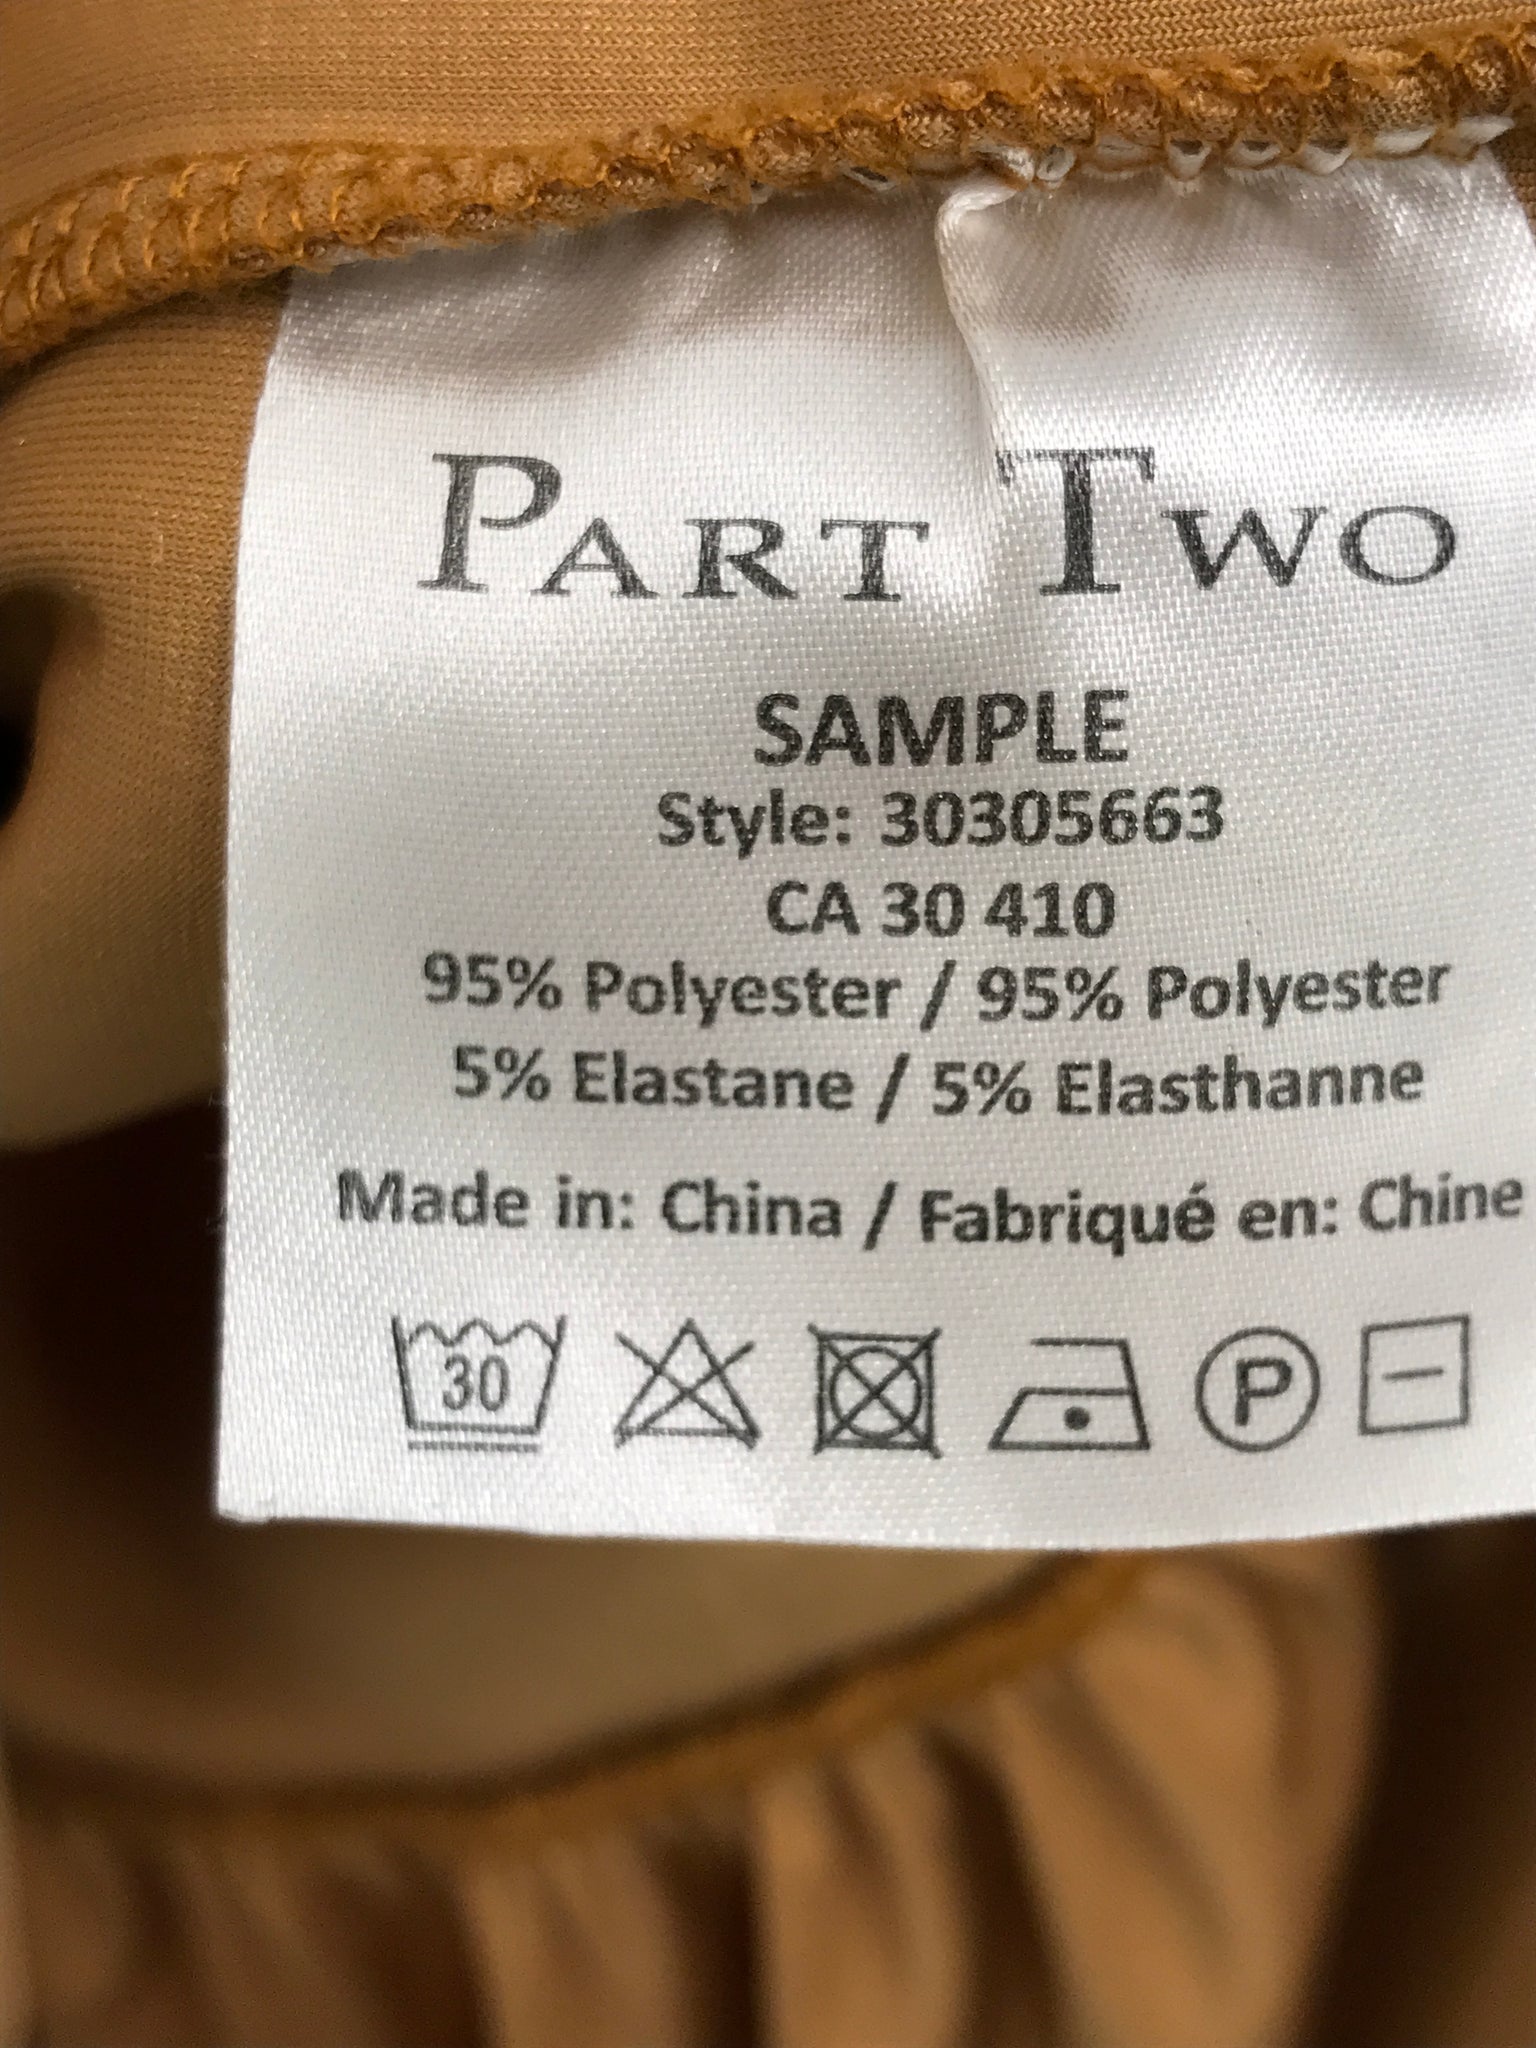 PART TWO
SAMPLE
Style: 30305663
CA 30 410
95% Polyester / 95% Polyester
5% Elastane / 5% Elasthanne
Made in: China / Fabriqué en: Chine
30 P